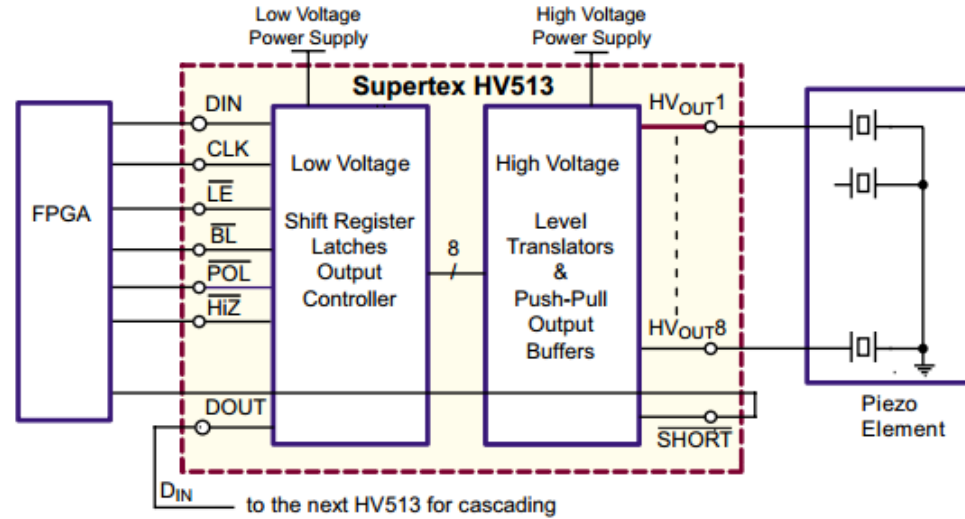 Low Voltage
Power Supply
High Voltage
Power Supply
Supertex HV513
FPGA
DIN
CLK
LE
BL
POL
HiZ
DOUT
Low Voltage
Shift Register
Latches
Output
Controller
8
High Voltage
Level
Translators
&
Push-Pull
Output
Buffers
HVOUT1
HVOUT8
SHORT
Piezo
Element
DIN
to the next HV513 for cascading